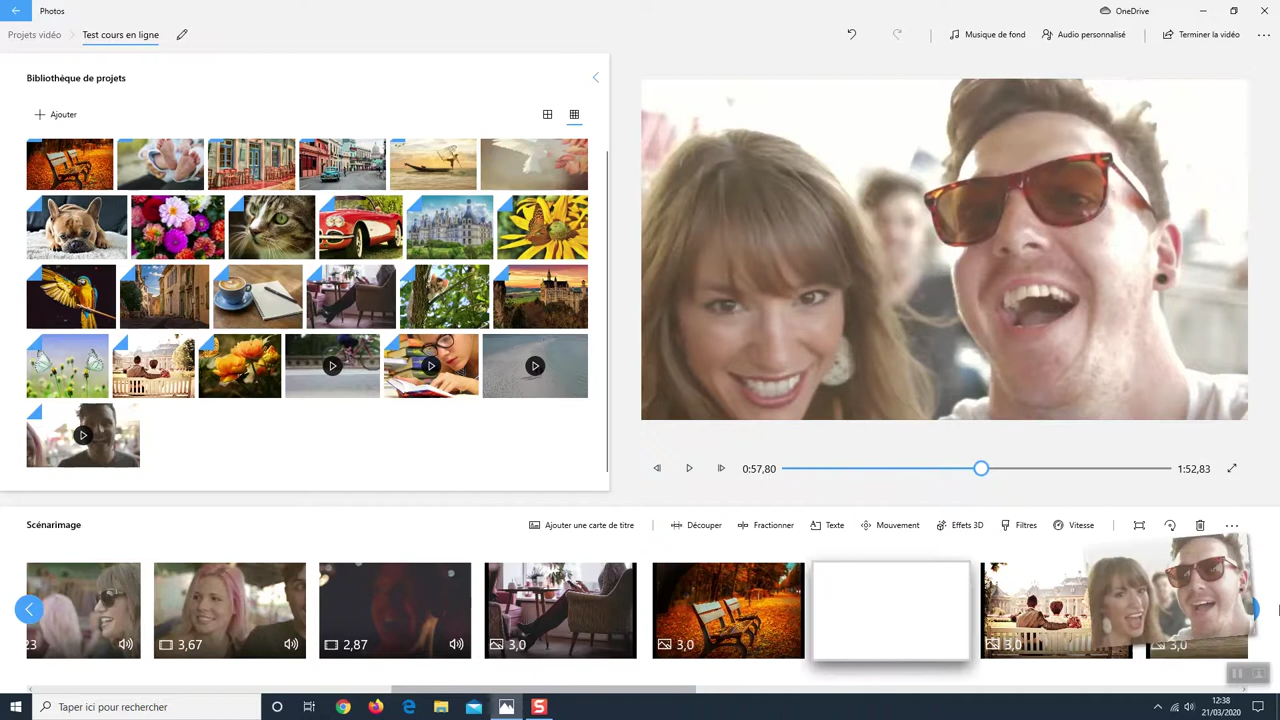 Photos
OneDrive
Projets vidéo
Test cours en ligne
Musique de fond
Audio personnalisé
Terminer la vidéo
Bibliothèque de projets
Ajouter
0:57,80
1:52,83
Scénarimage
Ajouter une carte de titre
Découper
Fractionner
Texte
Mouvement
Effets 3D
Filtres
Vitesse
23
3,67
2,87
3,0
3,0
3,0
3,0
Taper ici pour rechercher
S
12:38
21/03/2020